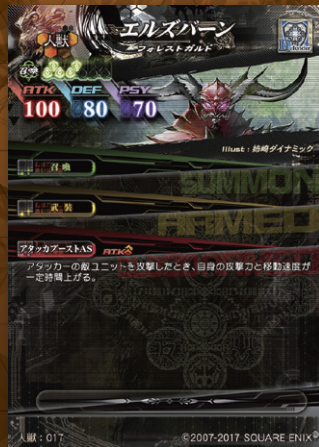 人獣
エルズバーン
フォレストガルド
召喚
ATK DEF PSY
100 80 70
Illust：姉崎ダイナミック
召喚
SUMMON
武装
ARMED
アタッカブーストAS
ATK
アタッカーの敵ユニットを攻撃したとき、自身の攻撃力と移動速度が
一定時間上がる。
人獣：017
©2007-2017 SQUARE ENIX